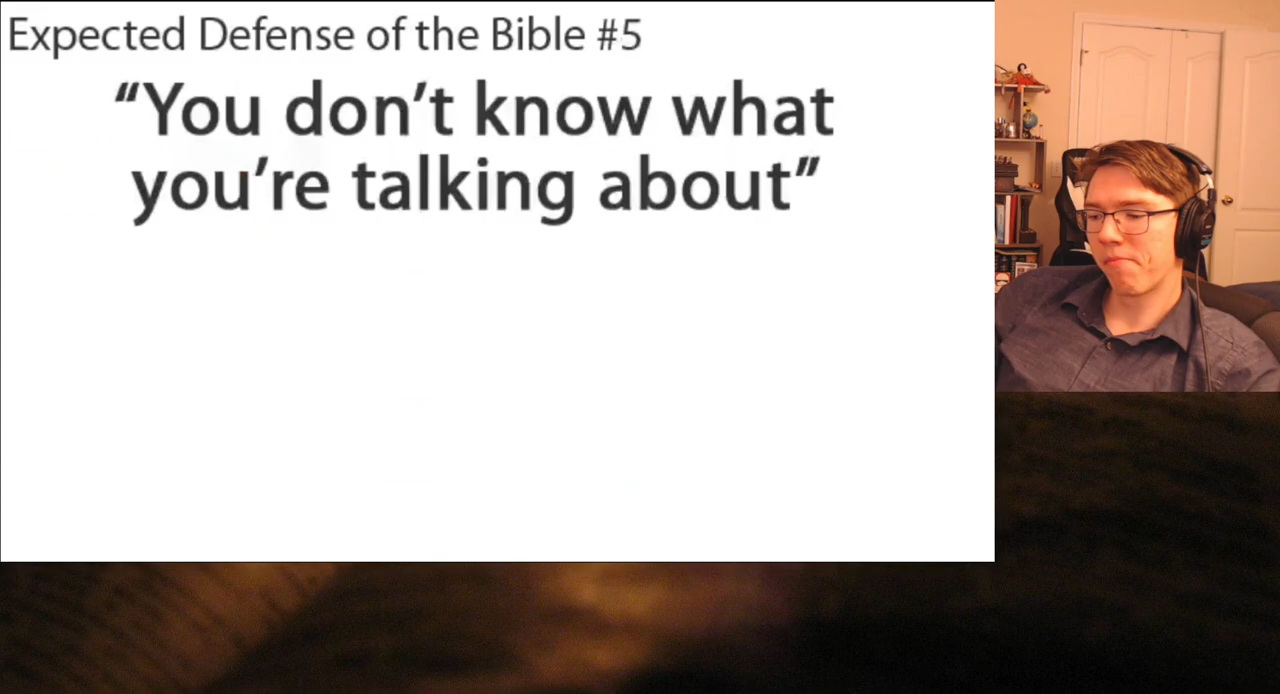 Expected Defense of the Bible #5
“You don’t know what
you’re talking about”